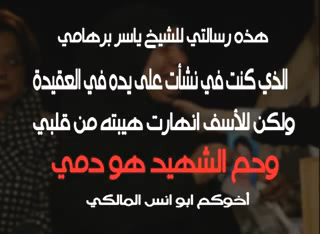 هذه رسالتي للشيخ ياسر برهامي
الذي كنت في نشأت على يده في العقيدة
ولكن للأسف انهارت هيبته من قلبي
ودم الشهيد هو دمي
أخوكم ابو انس المالكي